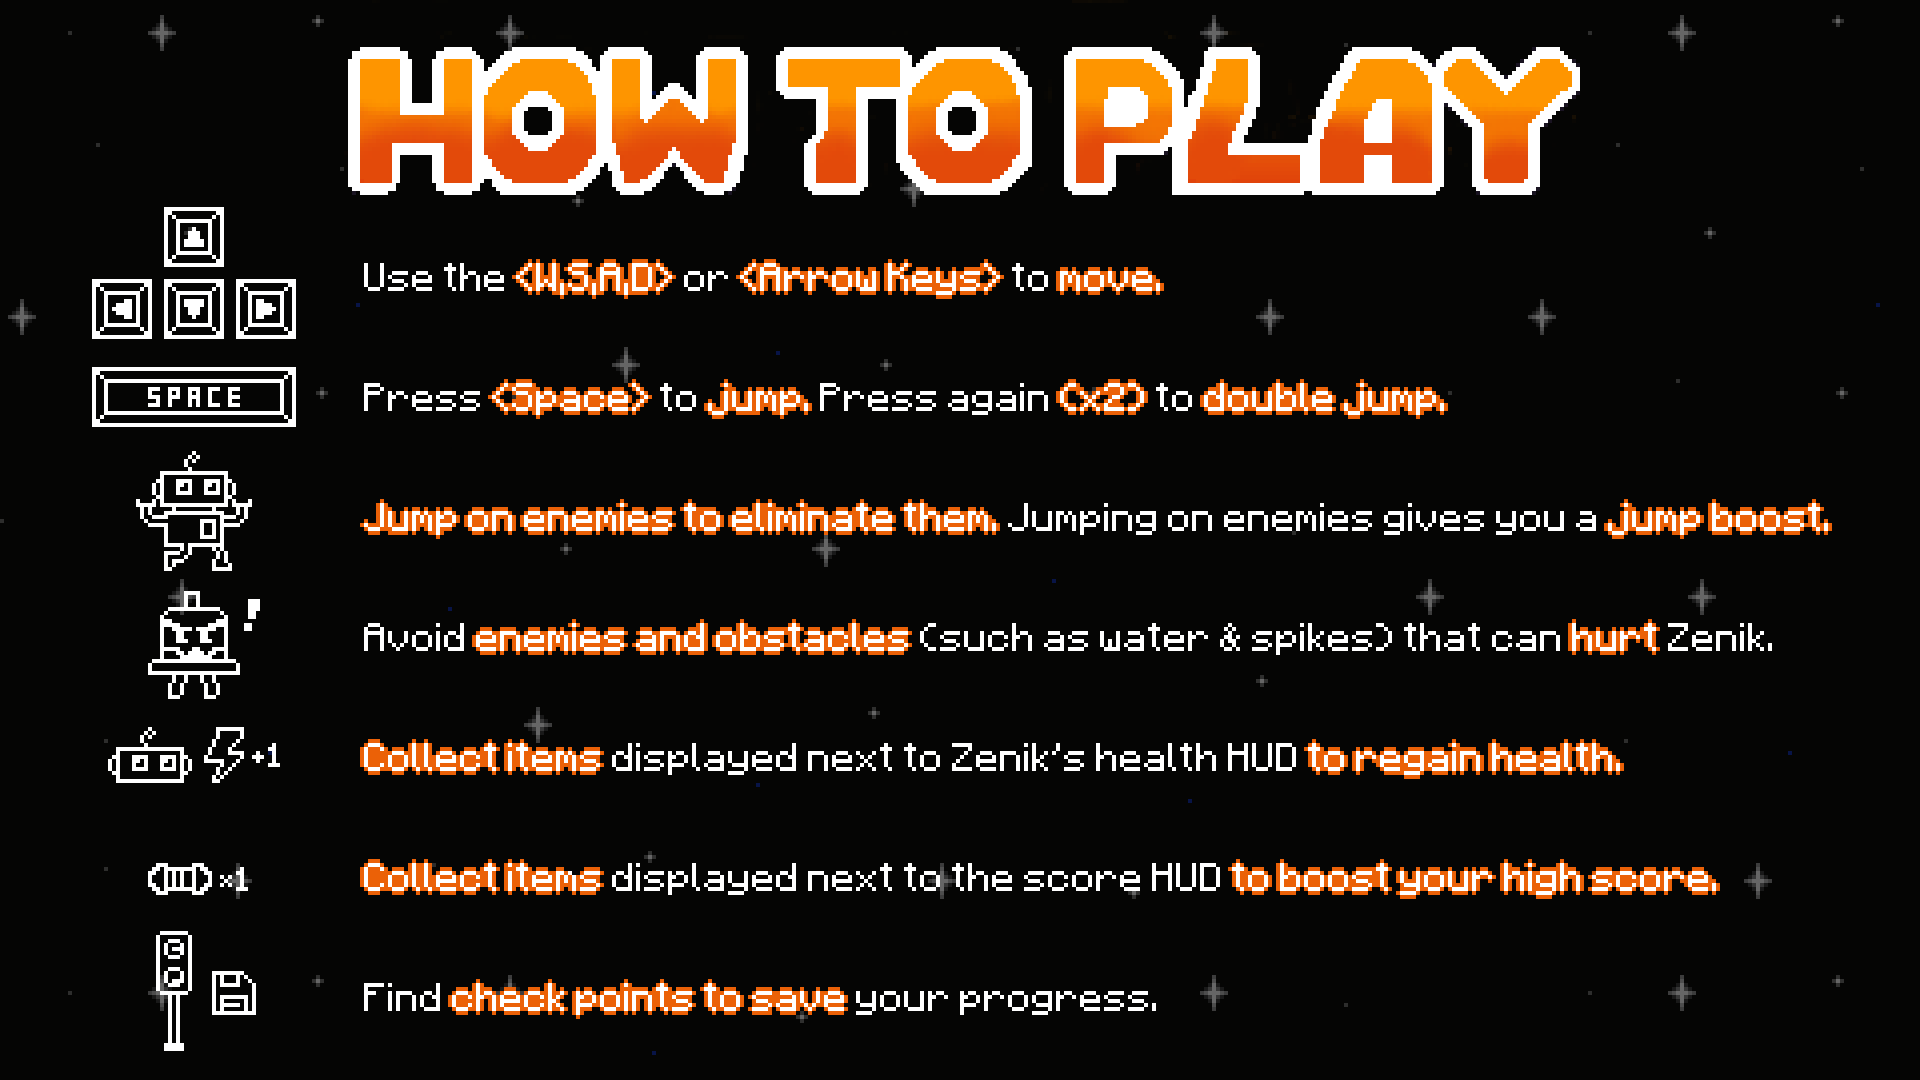 HOW TO PLAY
Use the <W,S,A,D> or <Arrow Keys> to move.
SPACE
Press <Space> to jump. Press again (x2) to double jump.
Jump on enemies to eliminate them. Jumping on enemies gives you a jump boost.
!
Avoid enemies and obstacles (such as water & spikes) that can hurt Zenik.
+1
Collect items displayed next to Zenik's health HUD to regain health.
x1
Collect items displayed next to the score HUD to boost your high score.
GO
Find check points to save your progress.